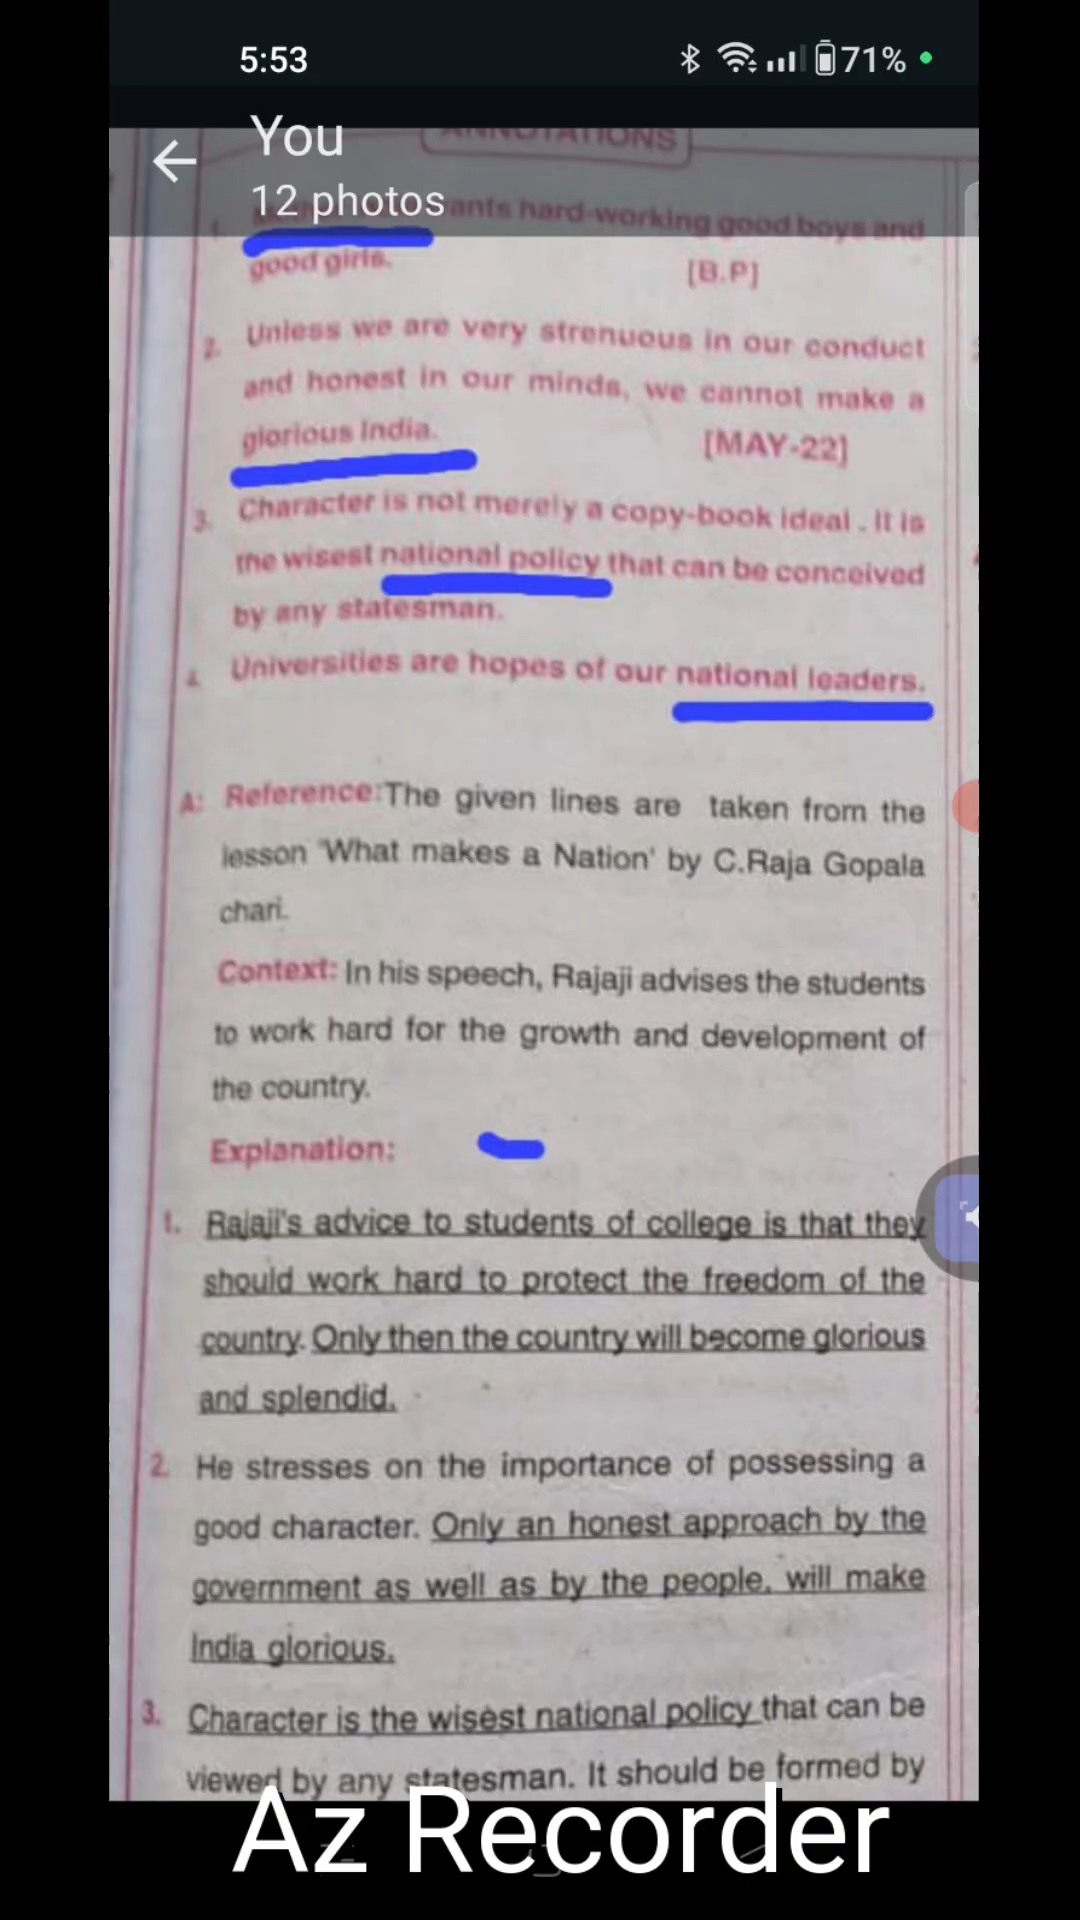 5:53
71%
You
12 photos
ANNOTATIONS
1. ants hard-working good boys and
good girls. [B.P]
2. Unless we are very strenuous in our conduct
and honest in our minds, we cannot make a
glorious India. [MAY-22]
3. Character is not merely a copy-book ideal. It is
the wisest national policy that can be conceived
by any statesman.
4. Universities are hopes of our national leaders.
A: Reference:The given lines are taken from the
lesson 'What makes a Nation' by C.Raja Gopala
chari.
Context: In his speech, Rajaji advises the students
to work hard for the growth and development of
the country.
Explanation:
1. Rajaji's advice to students of college is that they
should work hard to protect the freedom of the
country. Only then the country will become glorious
and splendid.
2. He stresses on the importance of possessing a
good character. Only an honest approach by the
government as well as by the people, will make
India glorious.
3. Character is the wisest national policy that can be
viewed by any statesman. It should be formed by
Az Recorder